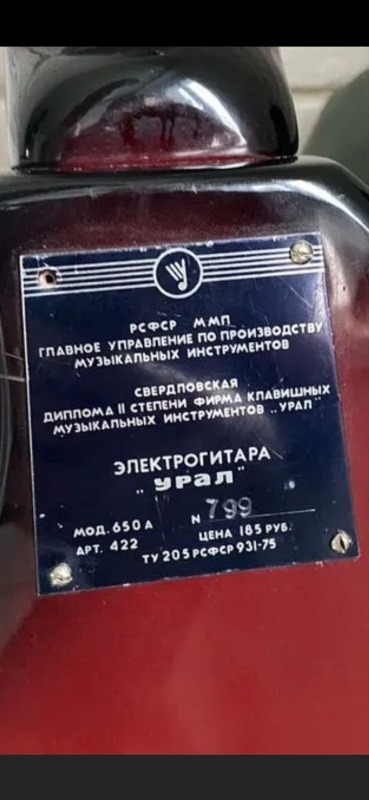 РСФСР ММП
ГЛАВНОЕ УПРАВЛЕНИЕ ПО ПРОИЗВОДСТВУ
МУЗЫКАЛЬНЫХ ИНСТРУМЕНТОВ
СВЕРДЛОВСКАЯ
ДИПЛОМА II СТЕПЕНИ ФИРМА КЛАВИШНЫХ
МУЗЫКАЛЬНЫХ ИНСТРУМЕНТОВ „УРАЛ"
ЭЛЕКТРОГИТАРА
„УРАЛ"
МОД. 650 А N 799
АРТ. 422 ЦЕНА 185 РУБ.
ТУ 205 РСФСР 931-75